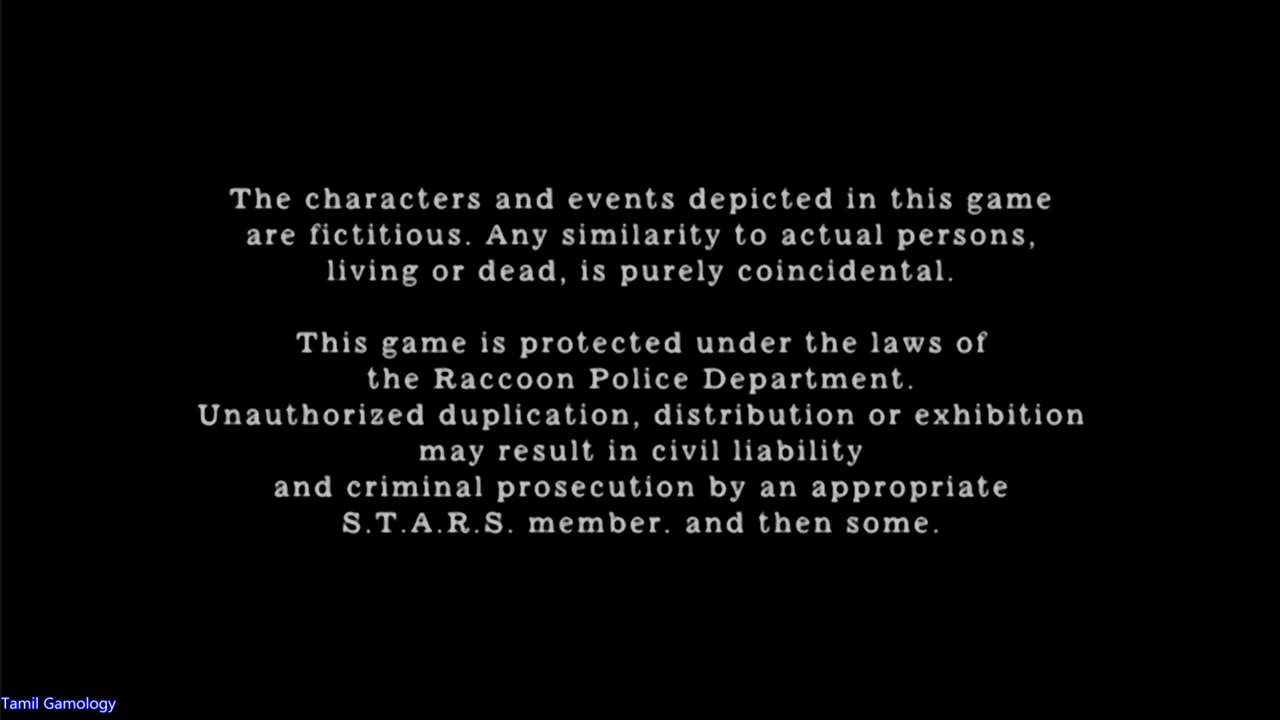 The characters and events depicted in this game
are fictitious. Any similarity to actual persons,
living or dead, is purely coincidental.
This game is protected under the laws of
the Raccoon Police Department.
Unauthorized duplication, distribution or exhibition
may result in civil liability
and criminal prosecution by an appropriate
S.T.A.R.S. member. and then some.
Tamil Gamology